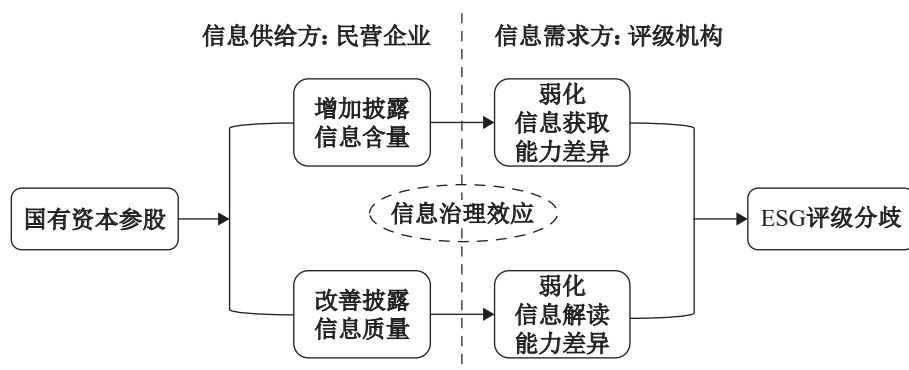 信息供给方：民营企业
信息需求方：评级机构
增加披露
信息含量
弱化
信息获取
能力差异
国有资本参股
信息治理效应
ESG评级分歧
改善披露
信息质量
弱化
信息解读
能力差异